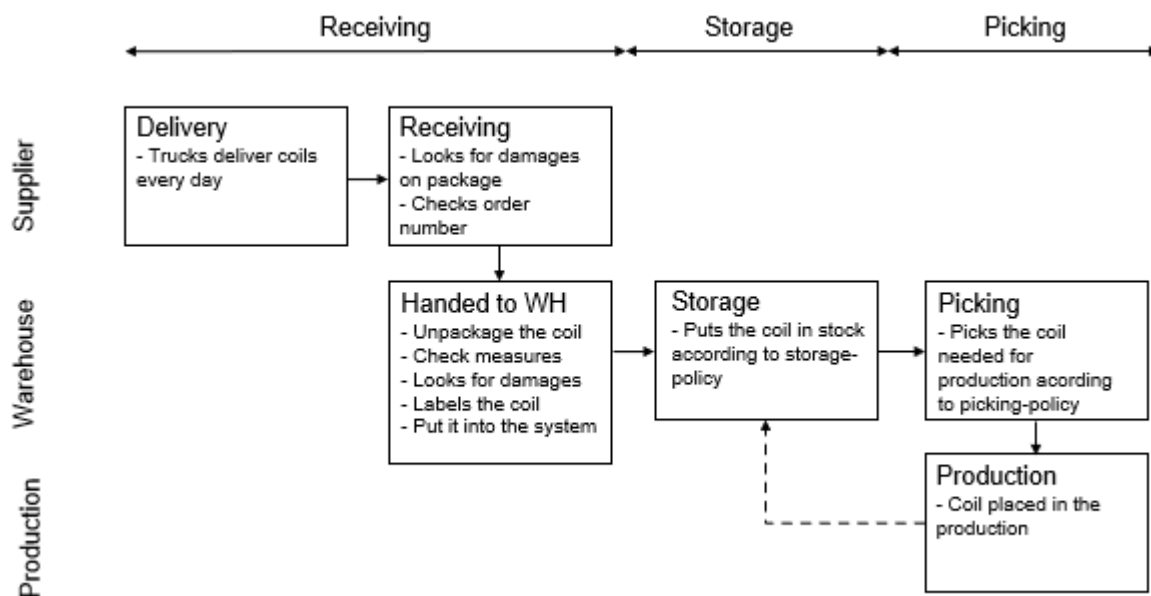 Receiving
Storage
Picking
Supplier
Delivery
- Trucks deliver coils
every day
Receiving
- Looks for damages
on package
- Checks order
number
Warehouse
Handed to WH
- Unpackage the coil
- Check measures
- Looks for damages
- Labels the coil
- Put it into the system
Storage
- Puts the coil in stock
according to storage-
policy
Picking
- Picks the coil
needed for
production acording
to picking-policy
Production
Production
- Coil placed in the
production